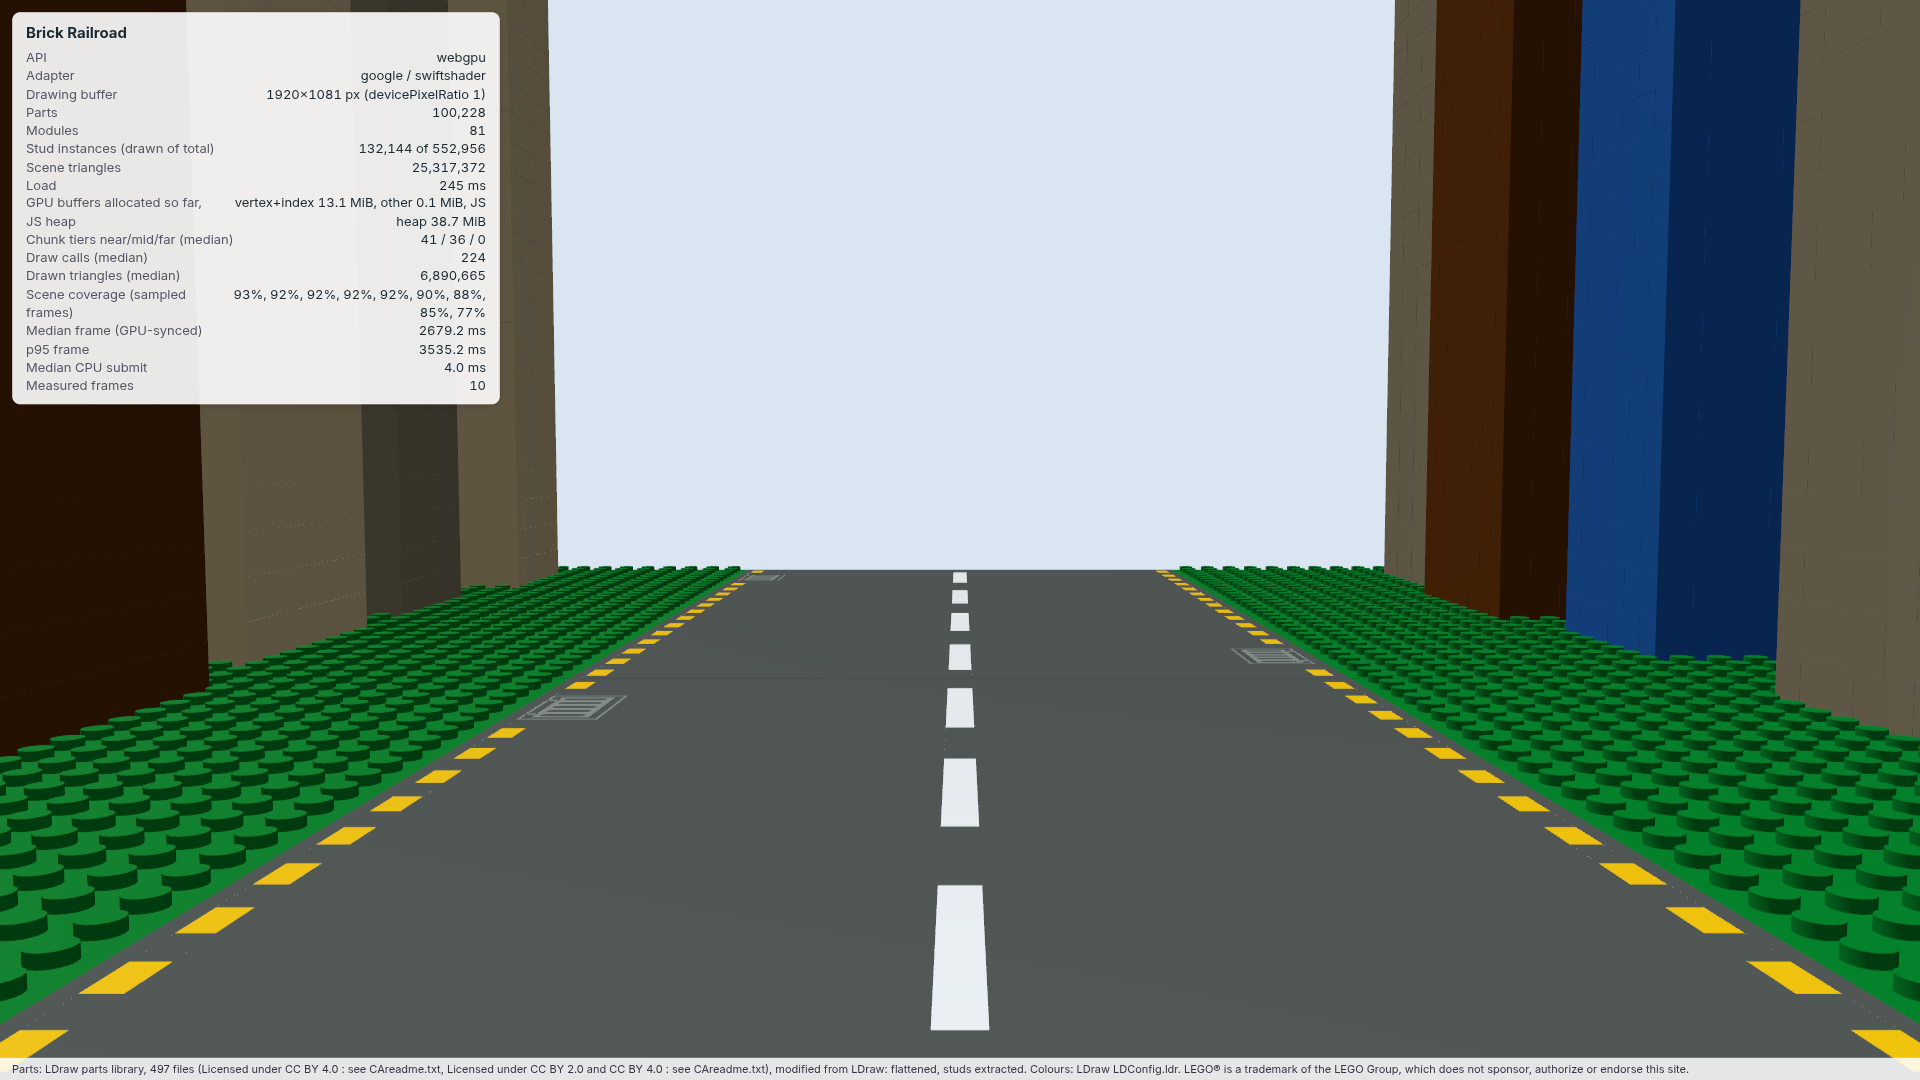 Brick Railroad
API webgpu
Adapter google / swiftshader
Drawing buffer 1920×1081 px (devicePixelRatio 1)
Parts 100,228
Modules 81
Stud instances (drawn of total) 132,144 of 552,956
Scene triangles 25,317,372
Load 245 ms
GPU buffers allocated so far, vertex+index 13.1 MiB, other 0.1 MiB, JS
JS heap heap 38.7 MiB
Chunk tiers near/mid/far (median) 41 / 36 / 0
Draw calls (median) 224
Drawn triangles (median) 6,890,665
Scene coverage (sampled 93%, 92%, 92%, 92%, 92%, 90%, 88%,
frames) 85%, 77%
Median frame (GPU-synced) 2679.2 ms
p95 frame 3535.2 ms
Median CPU submit 4.0 ms
Measured frames 10
Parts: LDraw parts library, 497 files (Licensed under CC BY 4.0 : see CAreadme.txt, Licensed under CC BY 2.0 and CC BY 4.0 : see CAreadme.txt), modified from LDraw: flattened, studs extracted. Colours: LDraw LDConfig.ldr. LEGO® is a trademark of the LEGO Group, which does not sponsor, authorize or endorse this site.